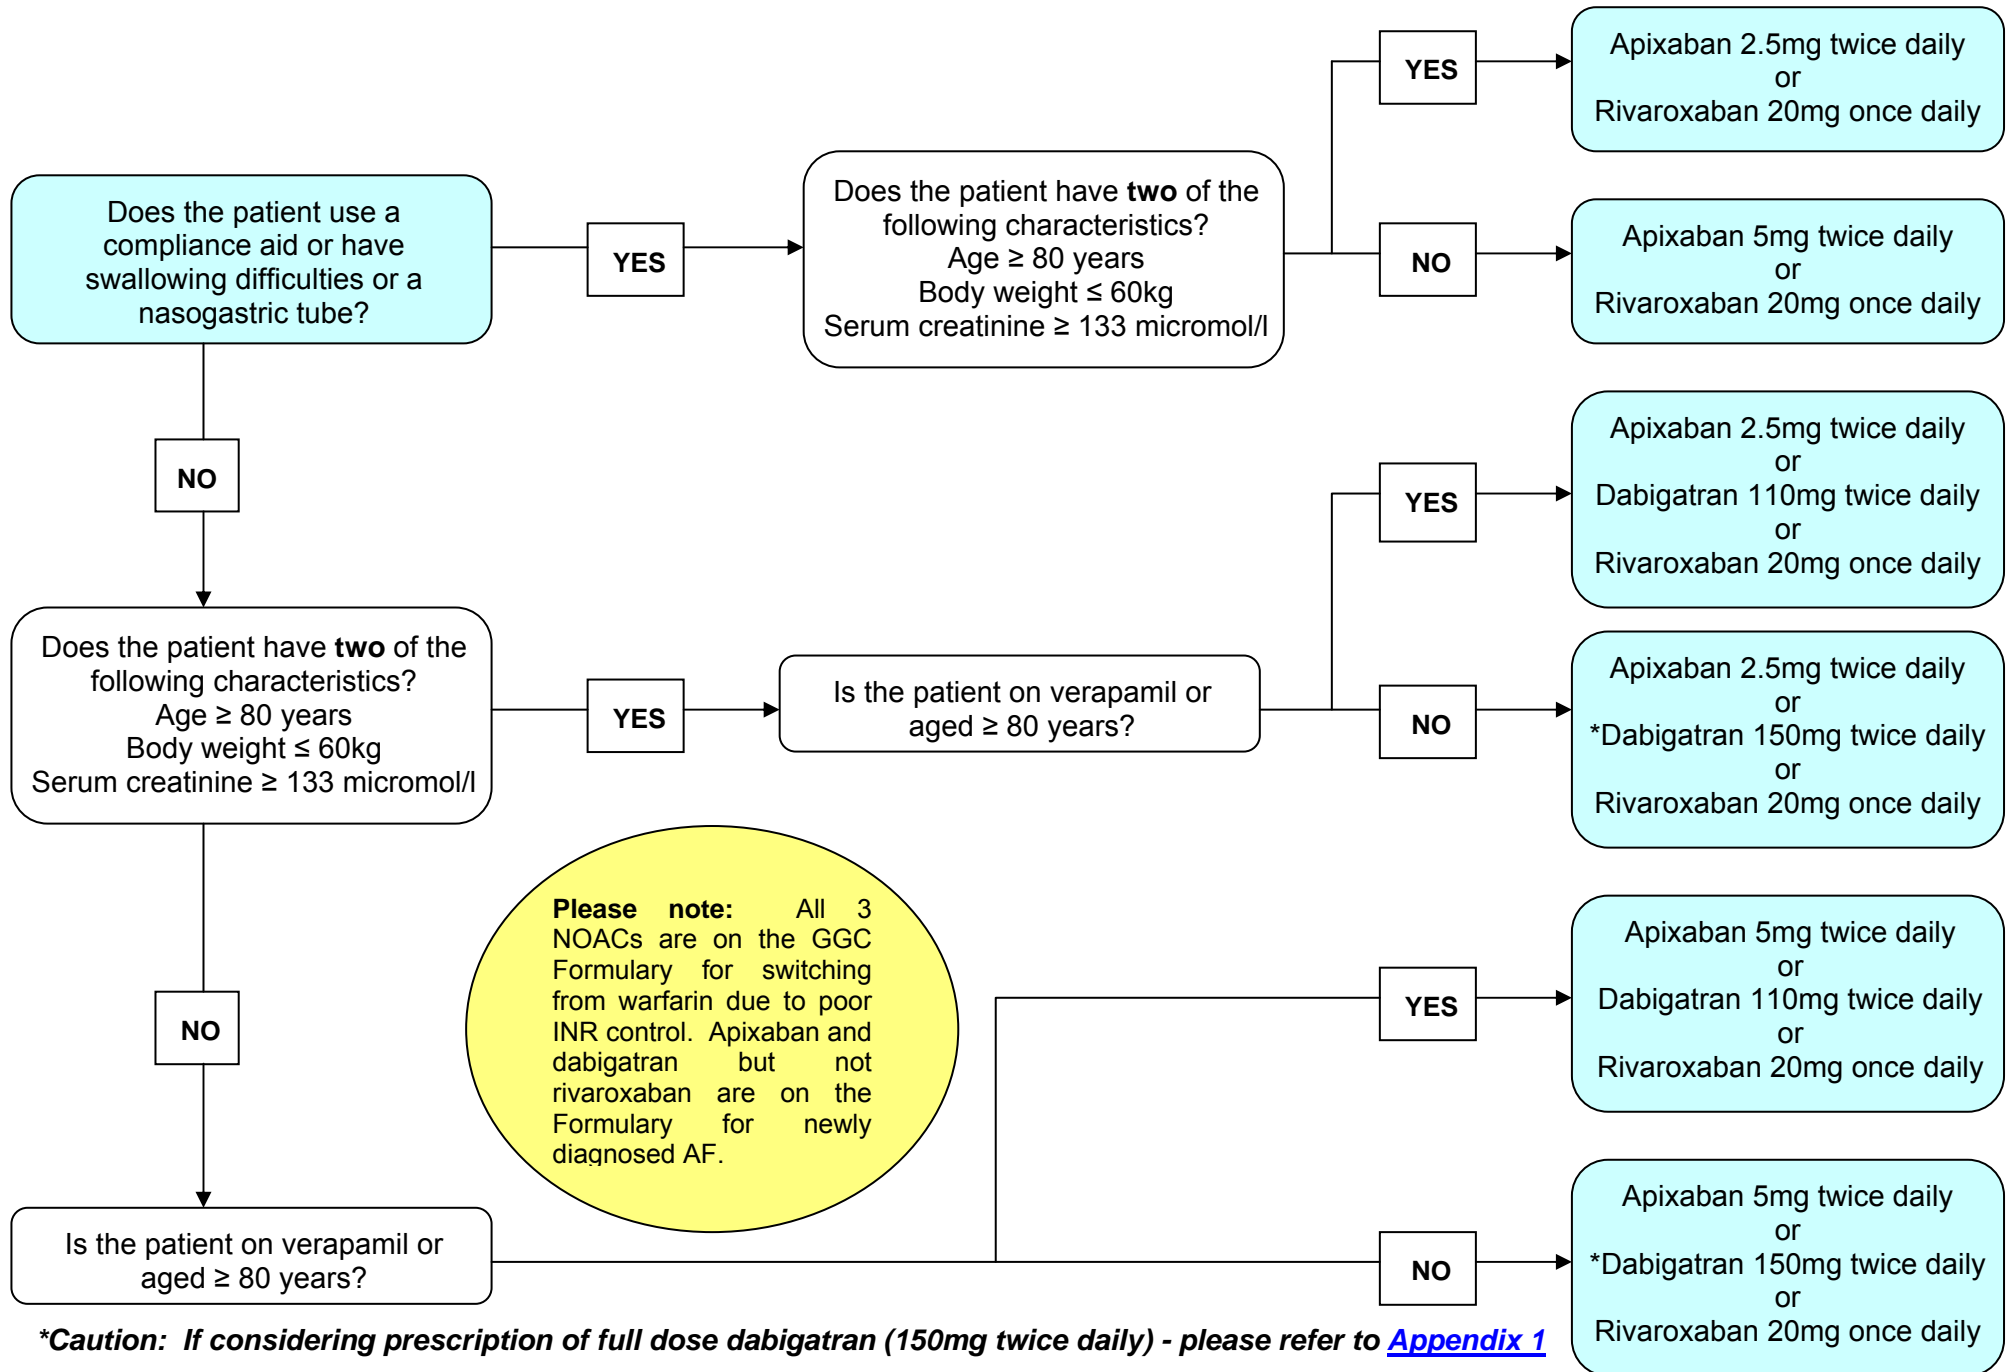 Does the patient use a
compliance aid or have
swallowing difficulties or a
nasogastric tube?
YES
Does the patient have two of the
following characteristics?
Age ≥ 80 years
Body weight ≤ 60kg
Serum creatinine ≥ 133 micromol/l
YES
Apixaban 2.5mg twice daily
or
Rivaroxaban 20mg once daily
NO
Apixaban 5mg twice daily
or
Rivaroxaban 20mg once daily
NO
Does the patient have two of the
following characteristics?
Age ≥ 80 years
Body weight ≤ 60kg
Serum creatinine ≥ 133 micromol/l
YES
Is the patient on verapamil or
aged ≥ 80 years?
YES
Apixaban 2.5mg twice daily
or
Dabigatran 110mg twice daily
or
Rivaroxaban 20mg once daily
NO
Apixaban 2.5mg twice daily
or
*Dabigatran 150mg twice daily
or
Rivaroxaban 20mg once daily
NO
Please note: All 3
NOACs are on the GGC
Formulary for switching
from warfarin due to poor
INR control. Apixaban and
dabigatran but not
rivaroxaban are on the
Formulary for newly
diagnosed AF.
Is the patient on verapamil or
aged ≥ 80 years?
YES
Apixaban 5mg twice daily
or
Dabigatran 110mg twice daily
or
Rivaroxaban 20mg once daily
NO
Apixaban 5mg twice daily
or
*Dabigatran 150mg twice daily
or
Rivaroxaban 20mg once daily
*Caution: If considering prescription of full dose dabigatran (150mg twice daily) - please refer to Appendix 1